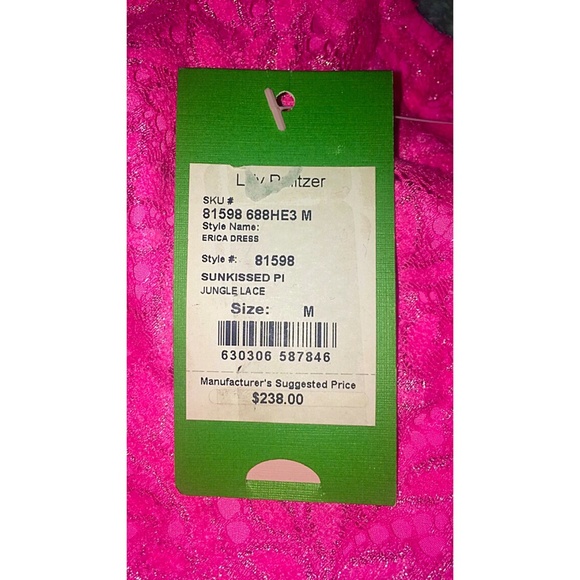 SKU #
81598 688HE3 M
Style Name:
ERICA DRESS
Style #: 81598
SUNKISSED PI
JUNGLE LACE
Size: M
630306 587846
Manufacturer's Suggested Price
$238.00